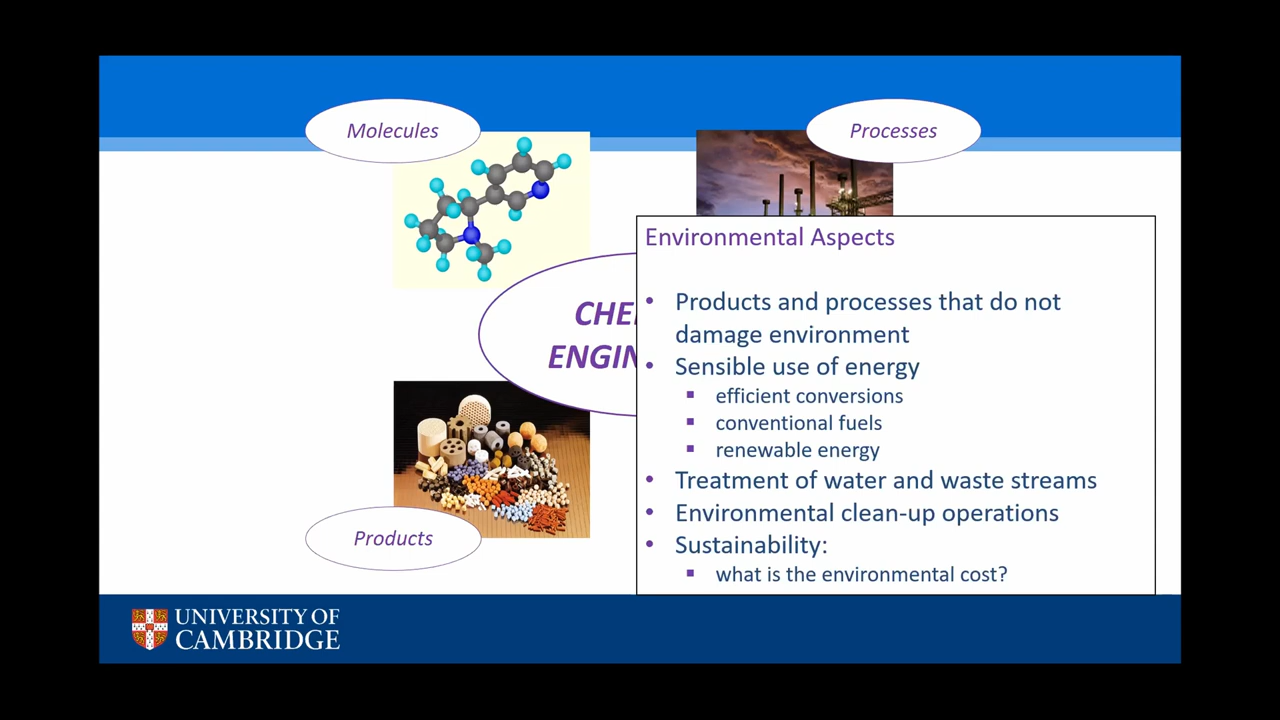 Molecules
Processes
CHE
ENGIN
Environmental Aspects
• Products and processes that do not
damage environment
• Sensible use of energy
▪ efficient conversions
▪ conventional fuels
▪ renewable energy
• Treatment of water and waste streams
• Environmental clean-up operations
• Sustainability:
▪ what is the environmental cost?
Products
UNIVERSITY OF
CAMBRIDGE